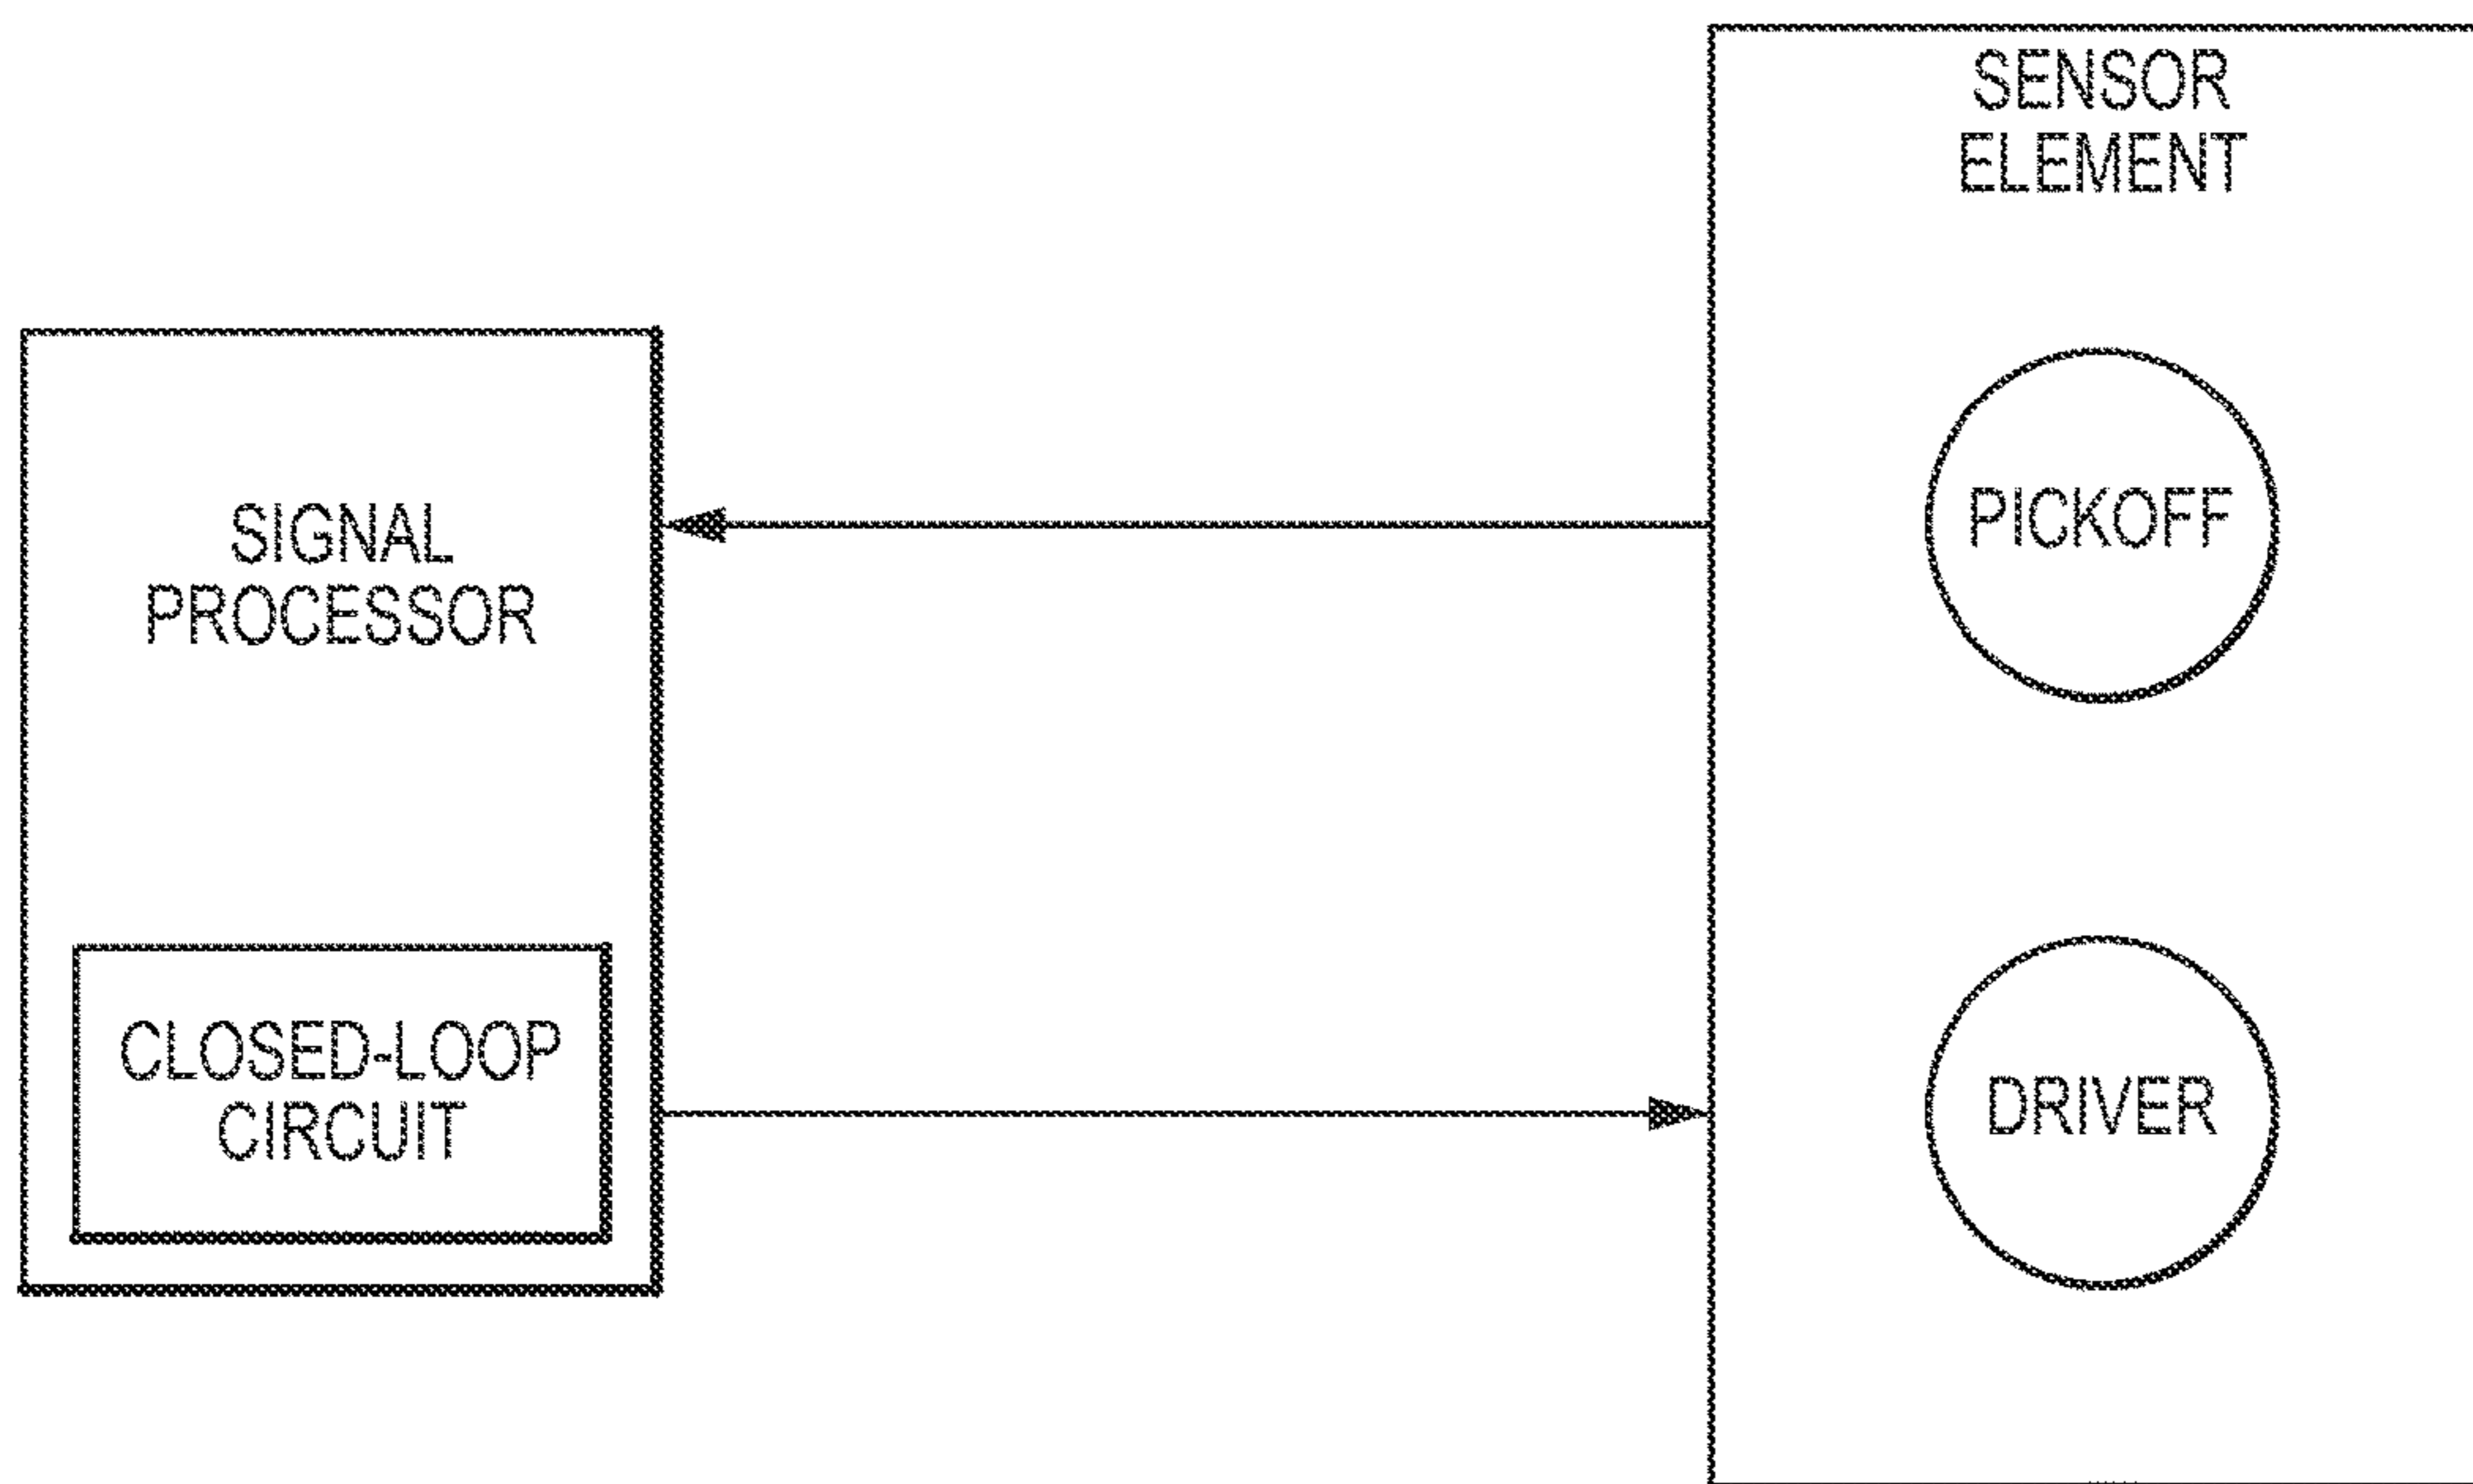 SENSOR
ELEMENT
SIGNAL
PROCESSOR
PICKOFF
CLOSED-LOOP
CIRCUIT
DRIVER